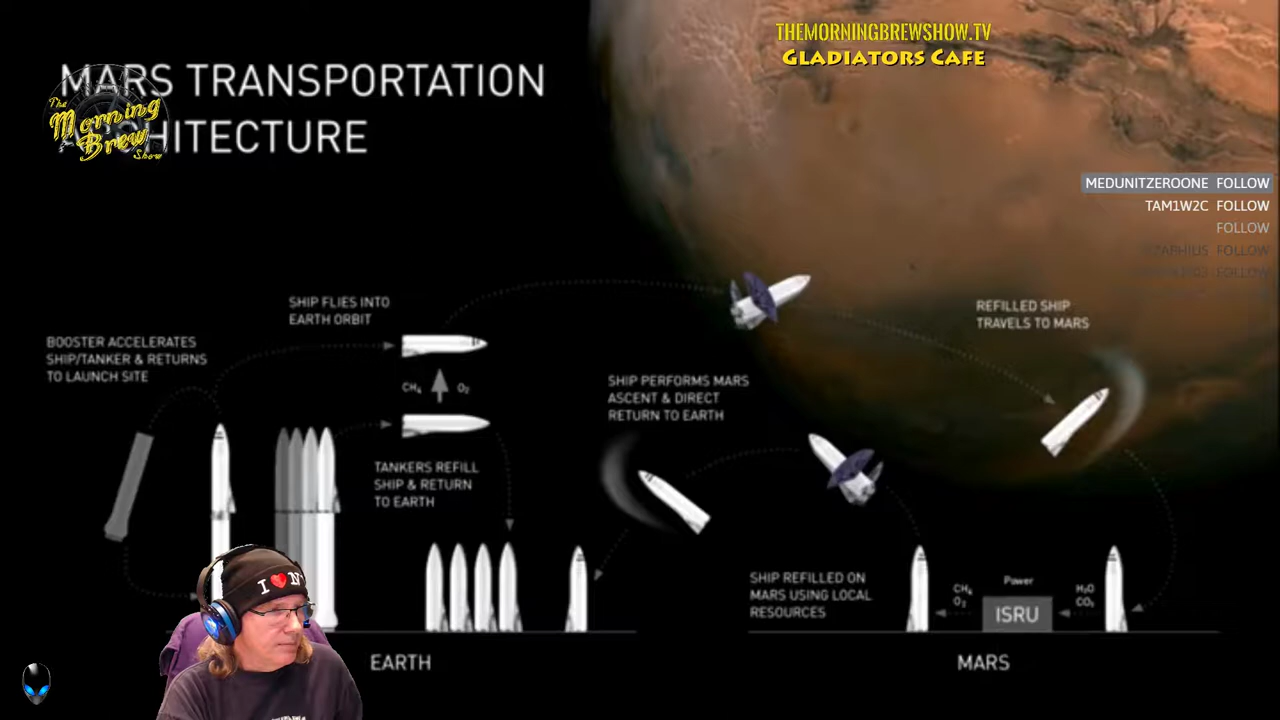 THEMORNINGBREWSHOW.TV
GLADIATORS CAFE
MARS TRANSPORTATION
ARCHITECTURE
The
Morning
Brew
Show
MEDUNITZEROONE FOLLOW
TAM1W2C FOLLOW
FOLLOW
FOLLOW
FOLLOW
SHIP FLIES INTO
EARTH ORBIT
REFILLED SHIP
TRAVELS TO MARS
BOOSTER ACCELERATES
SHIP/TANKER & RETURNS
TO LAUNCH SITE
CH₄ O₂
SHIP PERFORMS MARS
ASCENT & DIRECT
RETURN TO EARTH
TANKERS REFILL
SHIP & RETURN
TO EARTH
SHIP REFILLED ON
MARS USING LOCAL
RESOURCES
CH₄
O₂
Power
ISRU
H₂O
CO₂
I ❤ N
EARTH
MARS